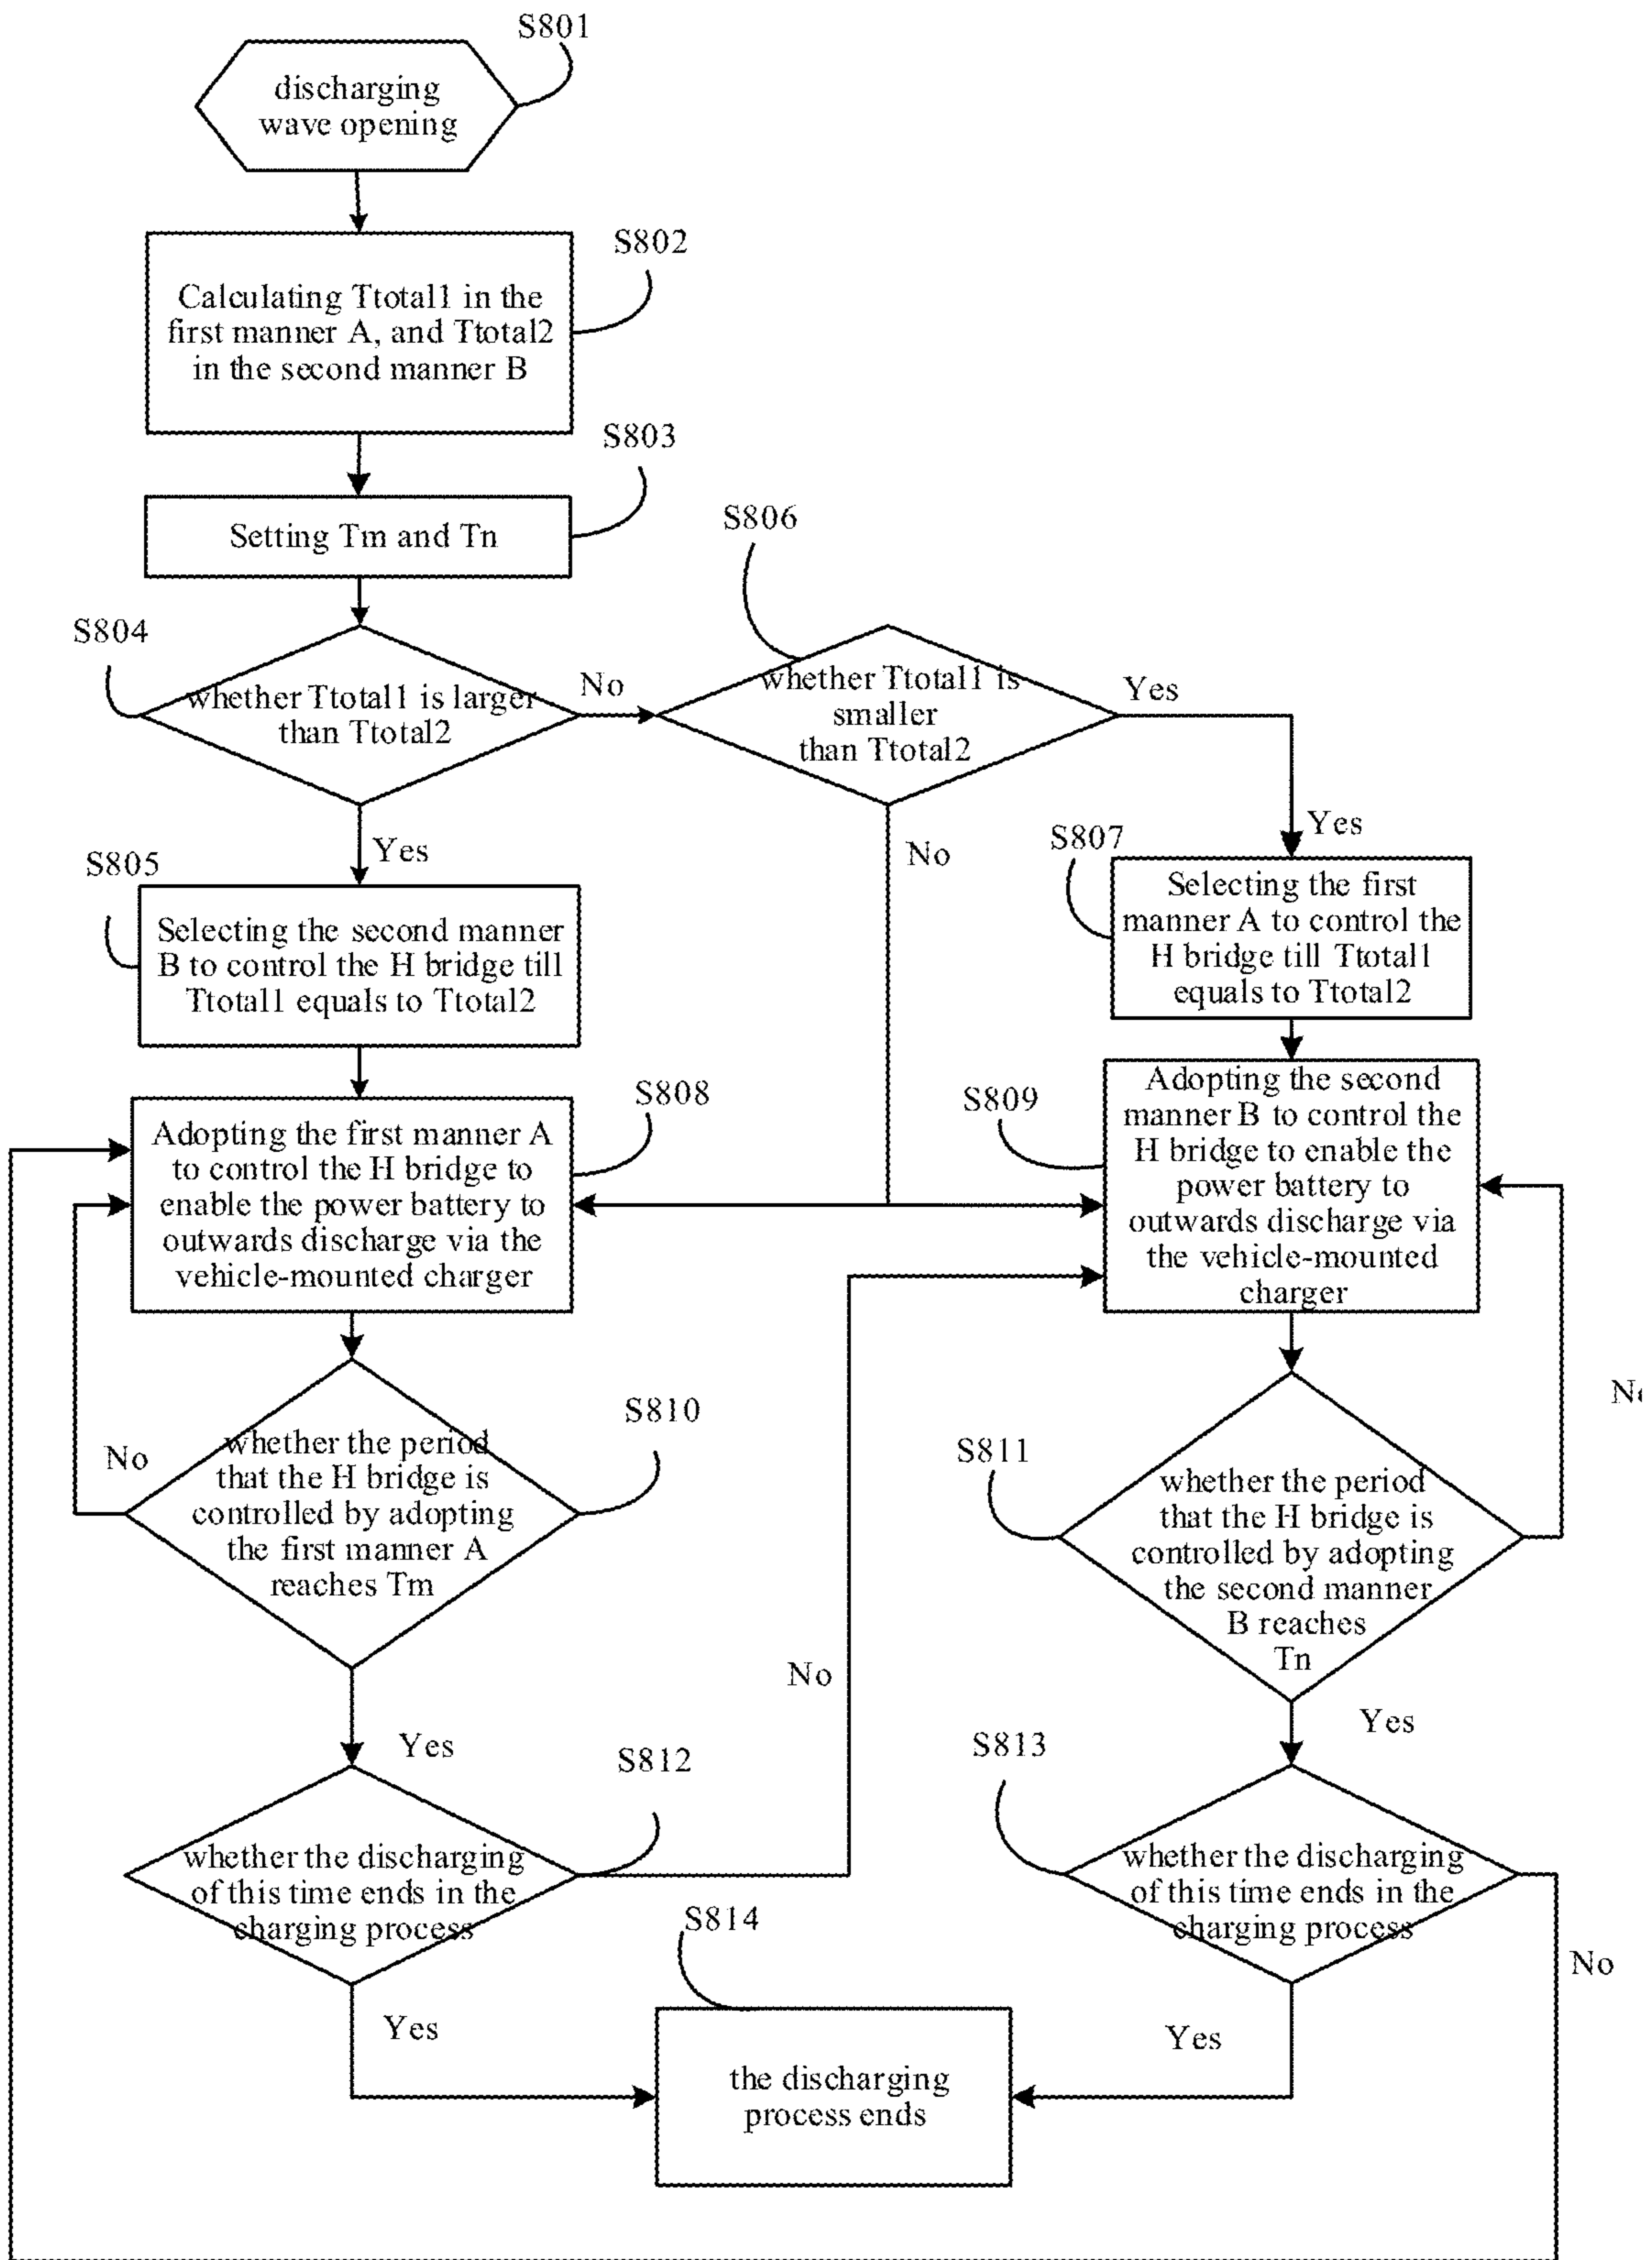 S801
discharging
wave opening
S802
Calculating Ttotal1 in the
first manner A, and Ttotal2
in the second manner B
S803
Setting Tm and Tn
S804
whether Ttotal1 is larger
than Ttotal2
No
S806
whether Ttotal1 is
smaller
than Ttotal2
Yes
Yes
No
Yes
S805
Selecting the second manner
B to control the H bridge till
Ttotal1 equals to Ttotal2
S807
Selecting the first
manner A to control the
H bridge till Ttotal1
equals to Ttotal2
S808
Adopting the first manner A
to control the H bridge to
enable the power battery to
outwards discharge via the
vehicle-mounted charger
S809
Adopting the second
manner B to control the
H bridge to enable the
power battery to
outwards discharge via
the vehicle-mounted
charger
S810
whether the period
that the H bridge is
controlled by adopting
the first manner A
reaches Tm
No
Yes
S811
whether the period
that the H bridge is
controlled by adopting
the second manner
B reaches
Tn
Yes
S812
whether the discharging
of this time ends in the
charging process
No
Yes
S813
whether the discharging
of this time ends in the
charging process
No
Yes
S814
the discharging
process ends